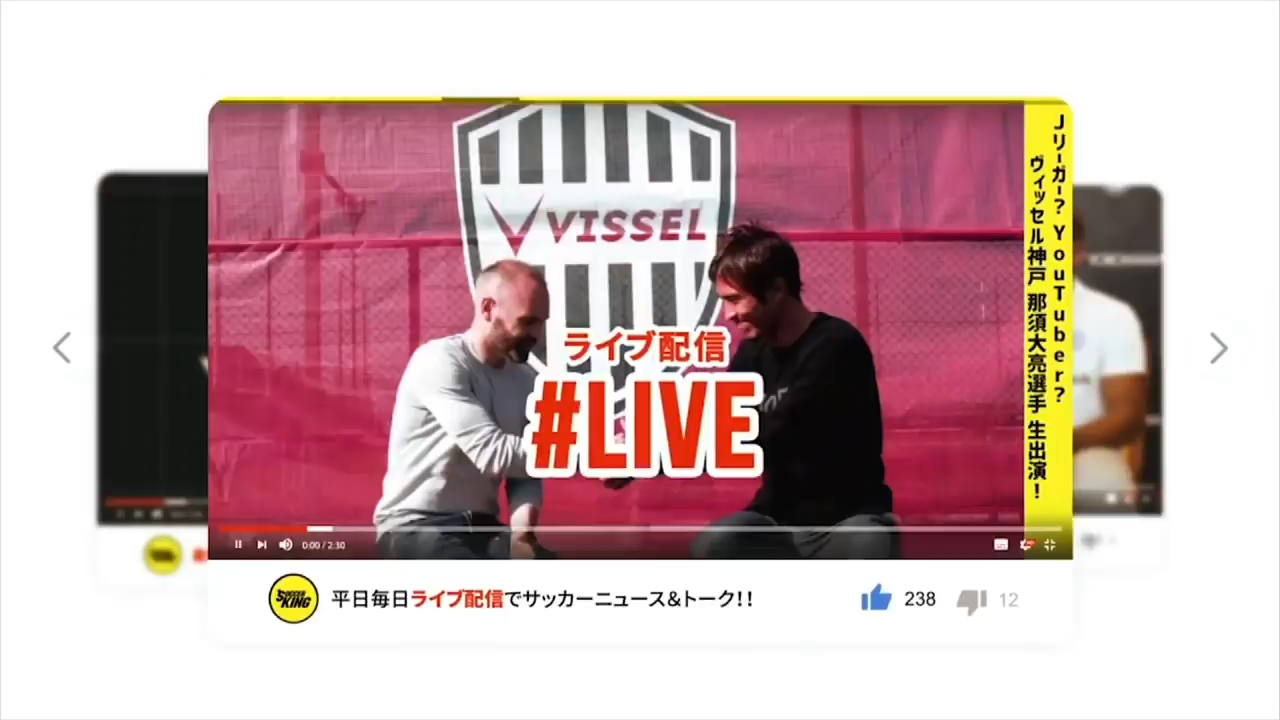 VISSEL
Jリーガー? YouTuber?
ヴィッセル神戸 那須大亮選手 生出演!
ライブ配信
#LIVE
0:00 / 2:30
SOCCER
KING
平日毎日ライブ配信でサッカーニュース&トーク!!
238
12